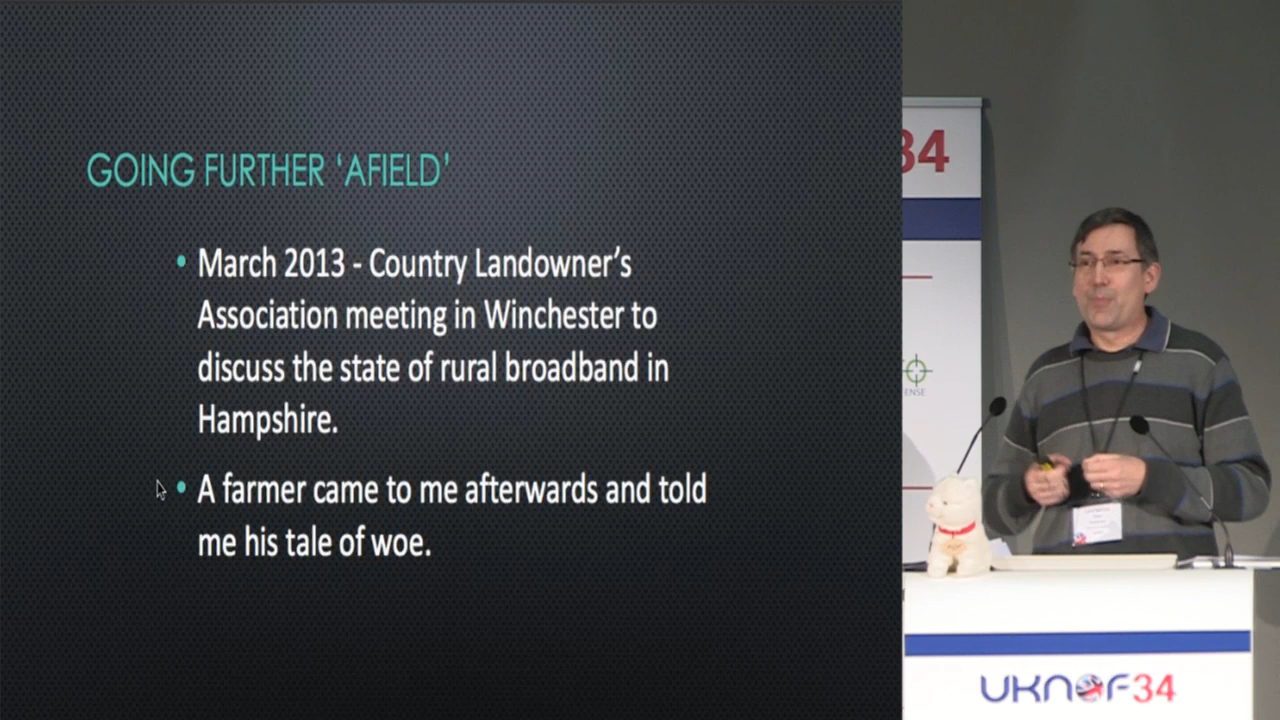 GOING FURTHER ‘AFIELD’
• March 2013 - Country Landowner’s
Association meeting in Winchester to
discuss the state of rural broadband in
Hampshire.
• A farmer came to me afterwards and told
me his tale of woe.
34
UKNOF34